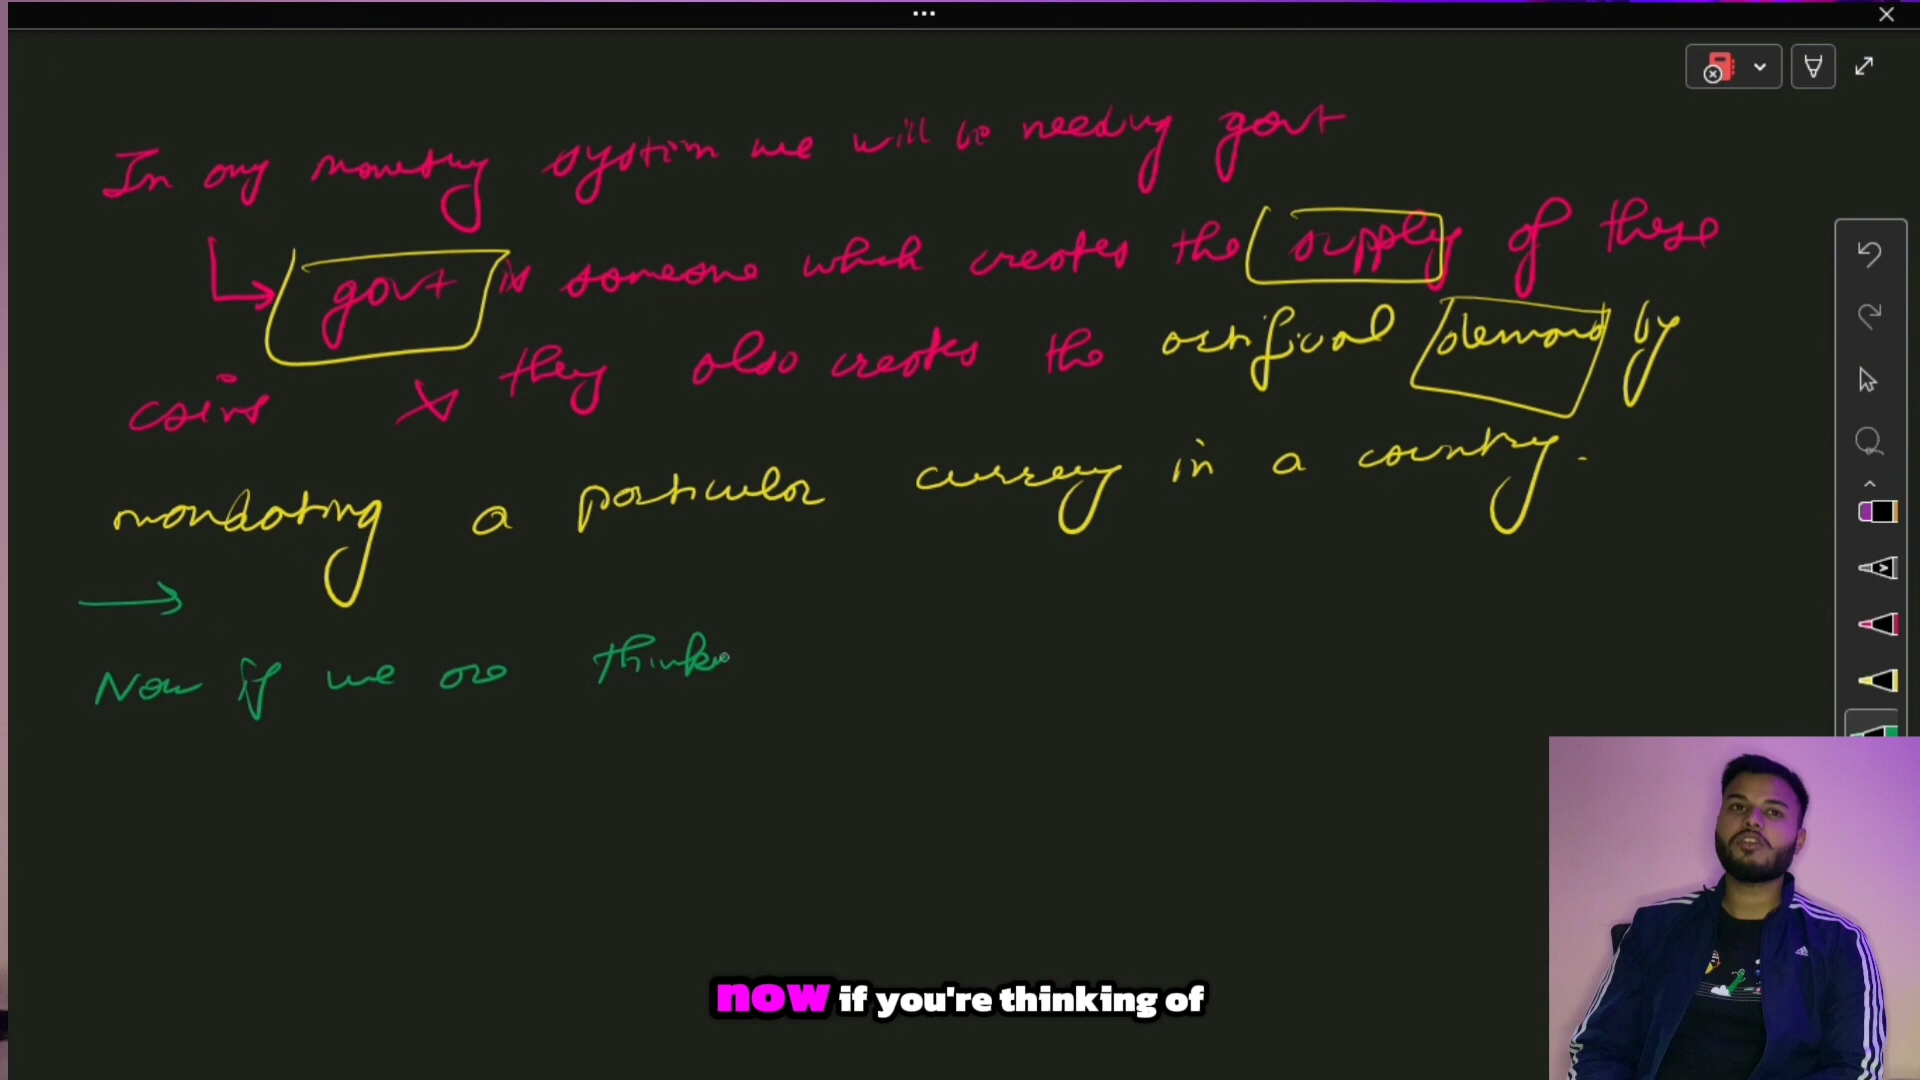 ...
In any monetry system we will be needing govt
govt is someone which creates the supply of these
coins & they also creates the artificial demand by
mandating a particular currency in a country.
Now if we are thinke
now if you're thinking of